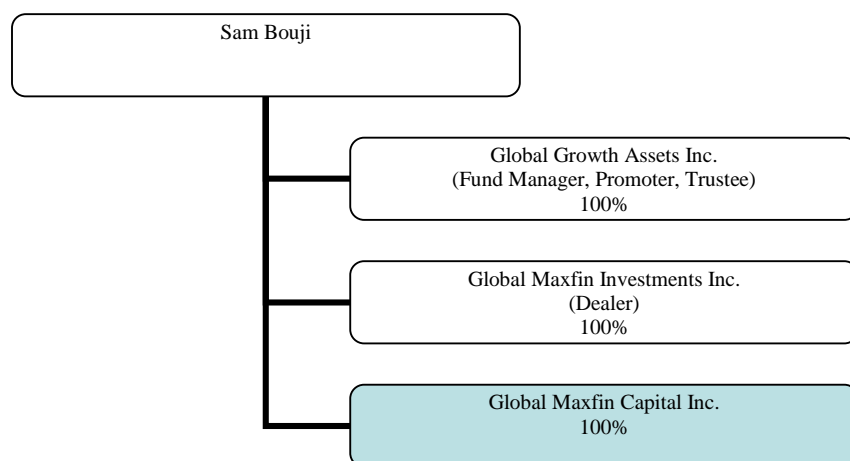 Sam Bouji
Global Growth Assets Inc.
(Fund Manager, Promoter, Trustee)
100%
Global Maxfin Investments Inc.
(Dealer)
100%
Global Maxfin Capital Inc.
100%